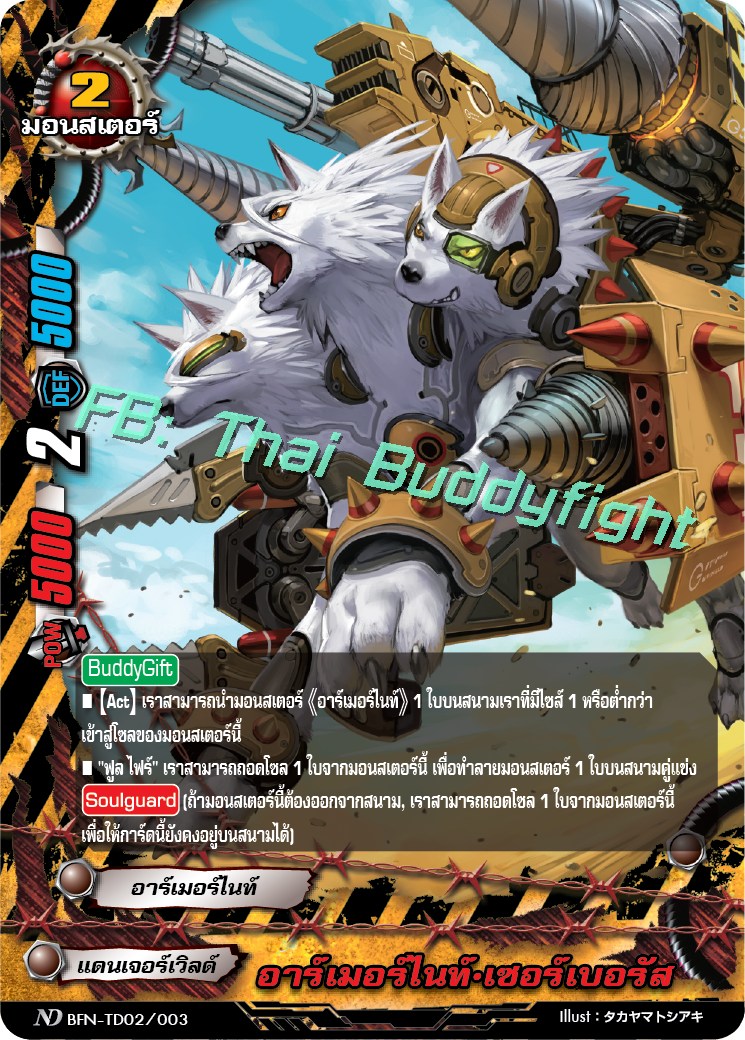 2
มอนสเตอร์
5000
DEF
2
5000
POW
FB: Thai Buddyfight
BuddyGift
■ 【Act】 เราสามารถนำมอนสเตอร์ 《อาร์เมอร์ไนท์》 1 ใบบนสนามเราที่มีไซส์ 1 หรือต่ำกว่า
เข้าสู่โซลของมอนสเตอร์นี้
■ "ฟูล ไฟร์" เราสามารถถอดโซล 1 ใบจากมอนสเตอร์นี้ เพื่อทำลายมอนสเตอร์ 1 ใบบนสนามคู่แข่ง
Soulguard (ถ้ามอนสเตอร์นี้ต้องออกจากสนาม, เราสามารถถอดโซล 1 ใบจากมอนสเตอร์นี้
เพื่อให้การ์ดนี้ยังคงอยู่บนสนามได้)
อาร์เมอร์ไนท์
แดนเจอร์เวิลด์
อาร์เมอร์ไนท์·เซอร์เบอรัส
ND BFN-TD02/003
Illust : タカヤマトシアキ